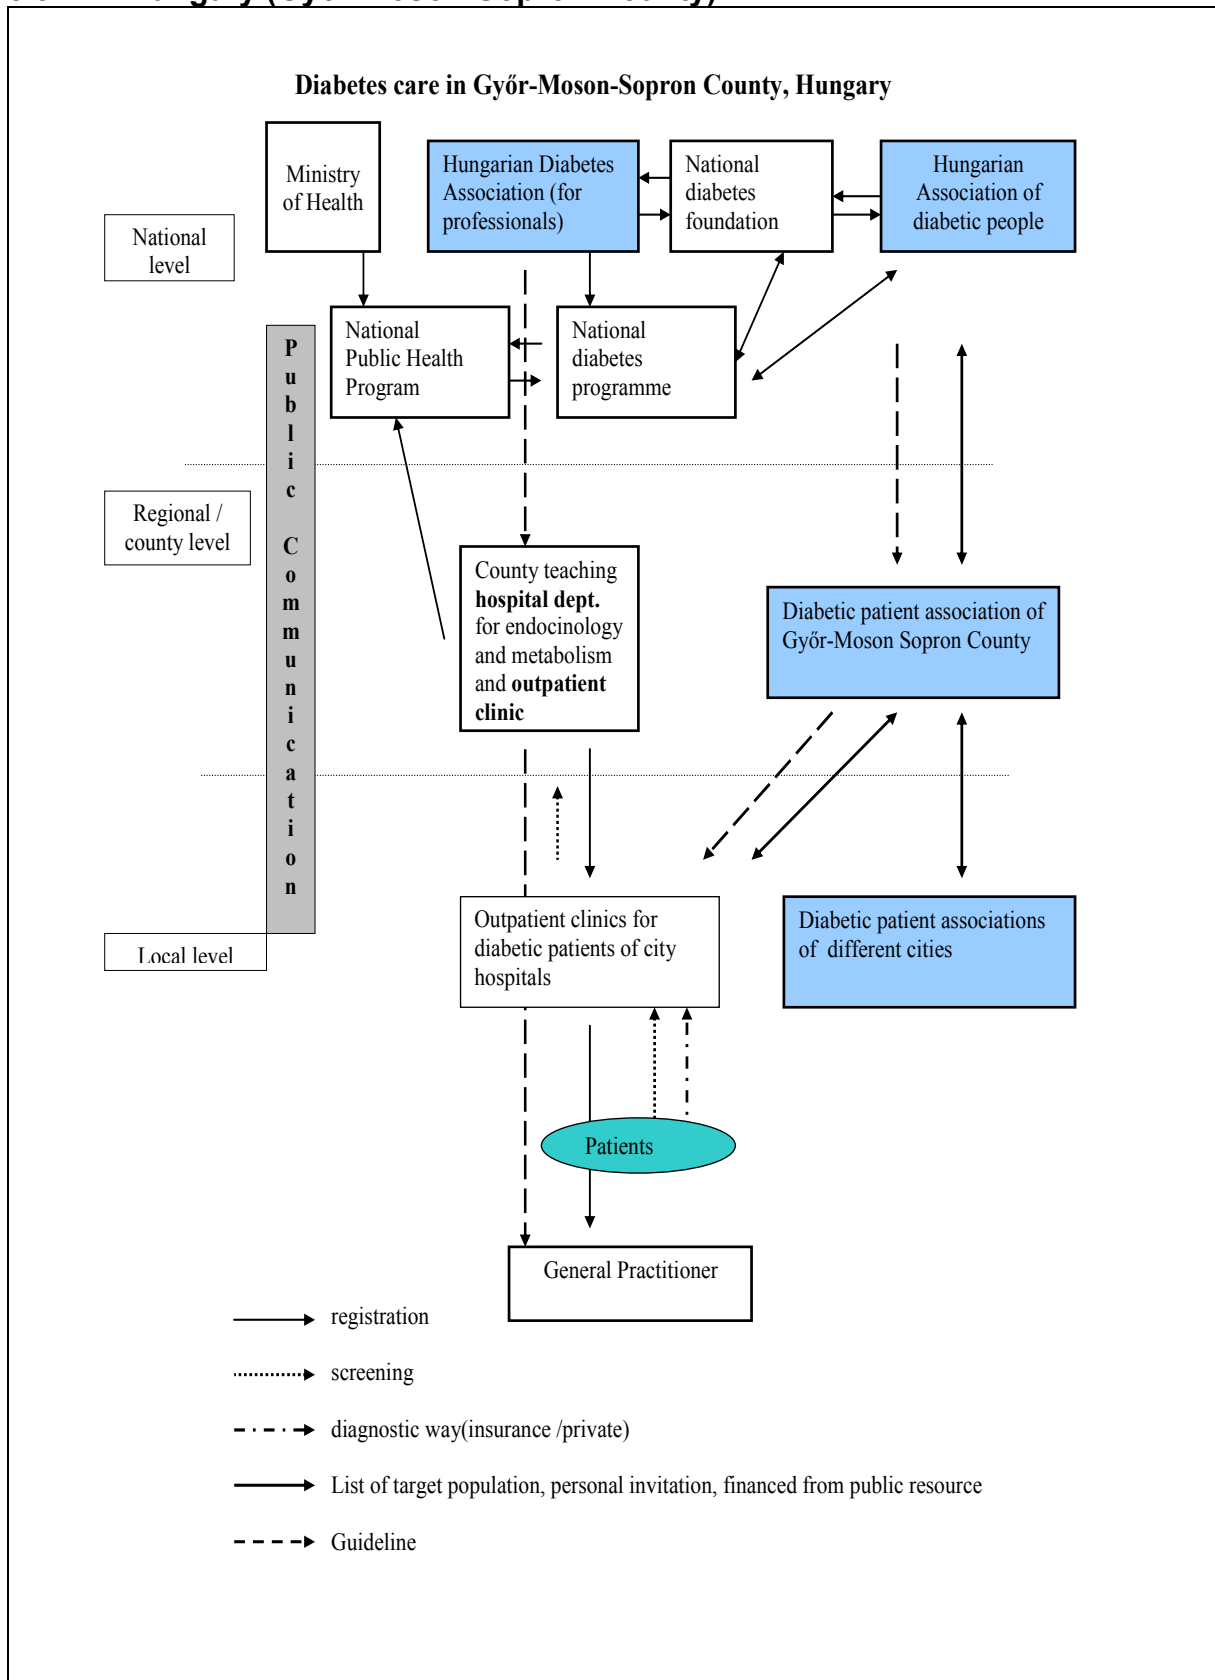 Diabetes care in Győr-Moson-Sopron County, Hungary
Ministry
of Health
Hungarian Diabetes
Association (for
professionals)
National
diabetes
foundation
Hungarian
Association of
diabetic people
National
level
National
Public Health
Program
National
diabetes
programme
Public Communication
Regional /
county level
County teaching
hospital dept.
for endocinology
and metabolism
and outpatient
clinic
Diabetic patient association of
Győr-Moson Sopron County
Outpatient clinics for
diabetic patients of city
hospitals
Diabetic patient associations
of different cities
Local level
Patients
General Practitioner
registration
screening
diagnostic way(insurance /private)
List of target population, personal invitation, financed from public resource
Guideline